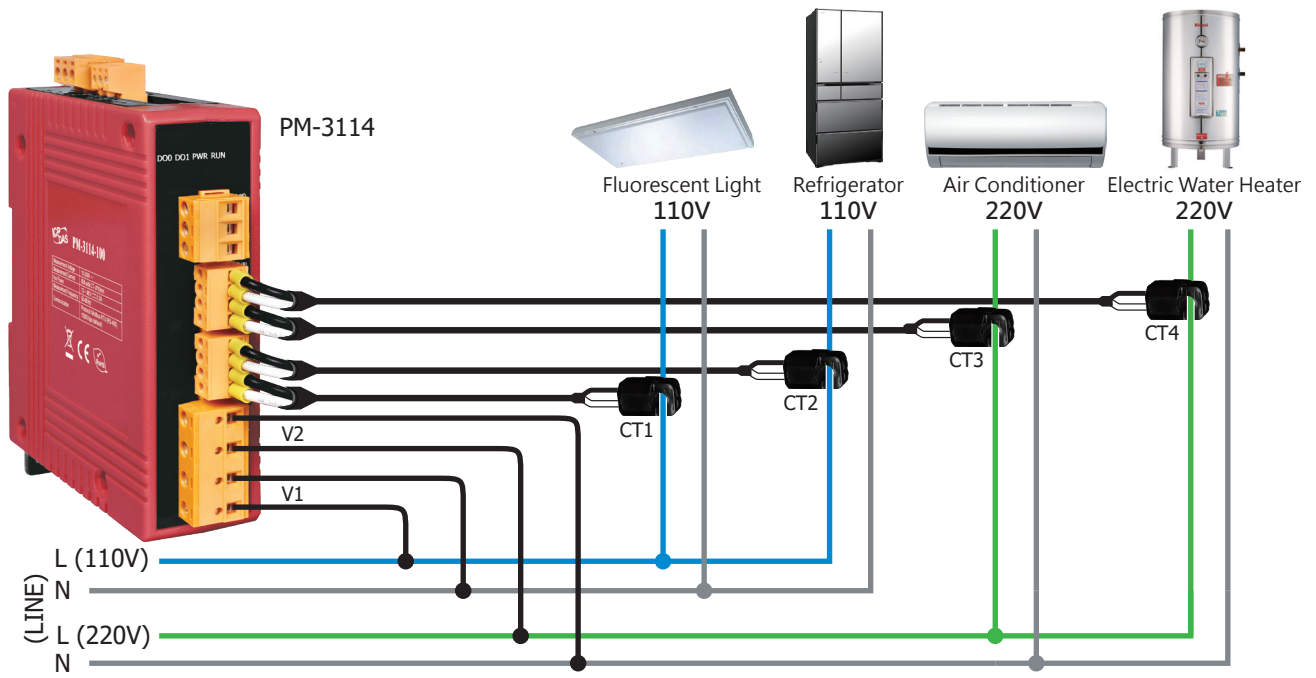 PM-3114
DO0 DO1 PWR RUN
PM-3114-100
CE
Fluorescent Light
110V
Refrigerator
110V
Air Conditioner
220V
Electric Water Heater
220V
CT4
CT3
CT2
CT1
V2
V1
(LINE)
L (110V)
N
L (220V)
N